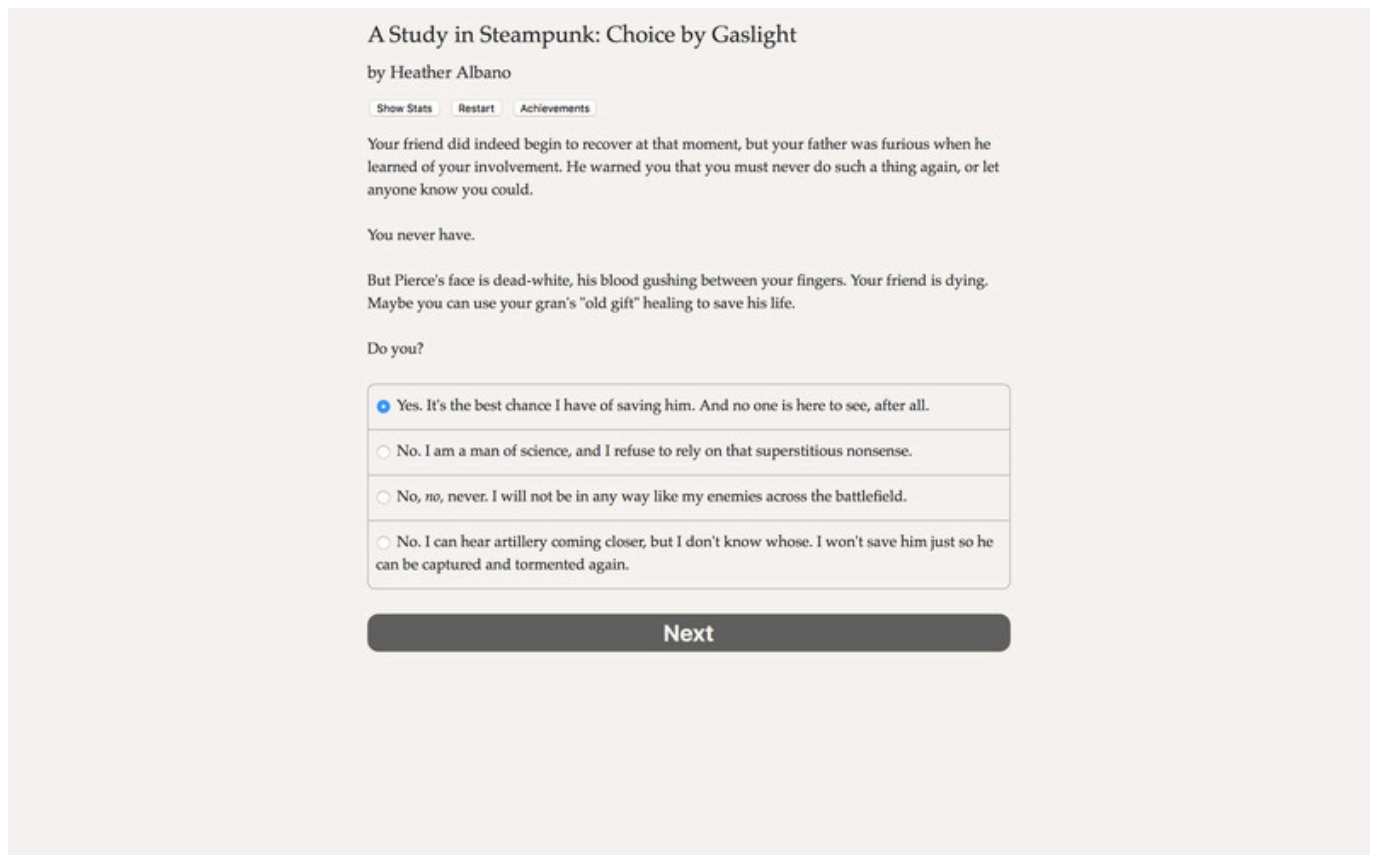 A Study in Steampunk: Choice by Gaslight
by Heather Albano
Show Stats Restart Achievements
Your friend did indeed begin to recover at that moment, but your father was furious when he
learned of your involvement. He warned you that you must never do such a thing again, or let
anyone know you could.
You never have.
But Pierce's face is dead-white, his blood gushing between your fingers. Your friend is dying.
Maybe you can use your gran's "old gift" healing to save his life.
Do you?
Yes. It's the best chance I have of saving him. And no one is here to see, after all.
No. I am a man of science, and I refuse to rely on that superstitious nonsense.
No, no, never. I will not be in any way like my enemies across the battlefield.
No. I can hear artillery coming closer, but I don't know whose. I won't save him just so he
can be captured and tormented again.
Next